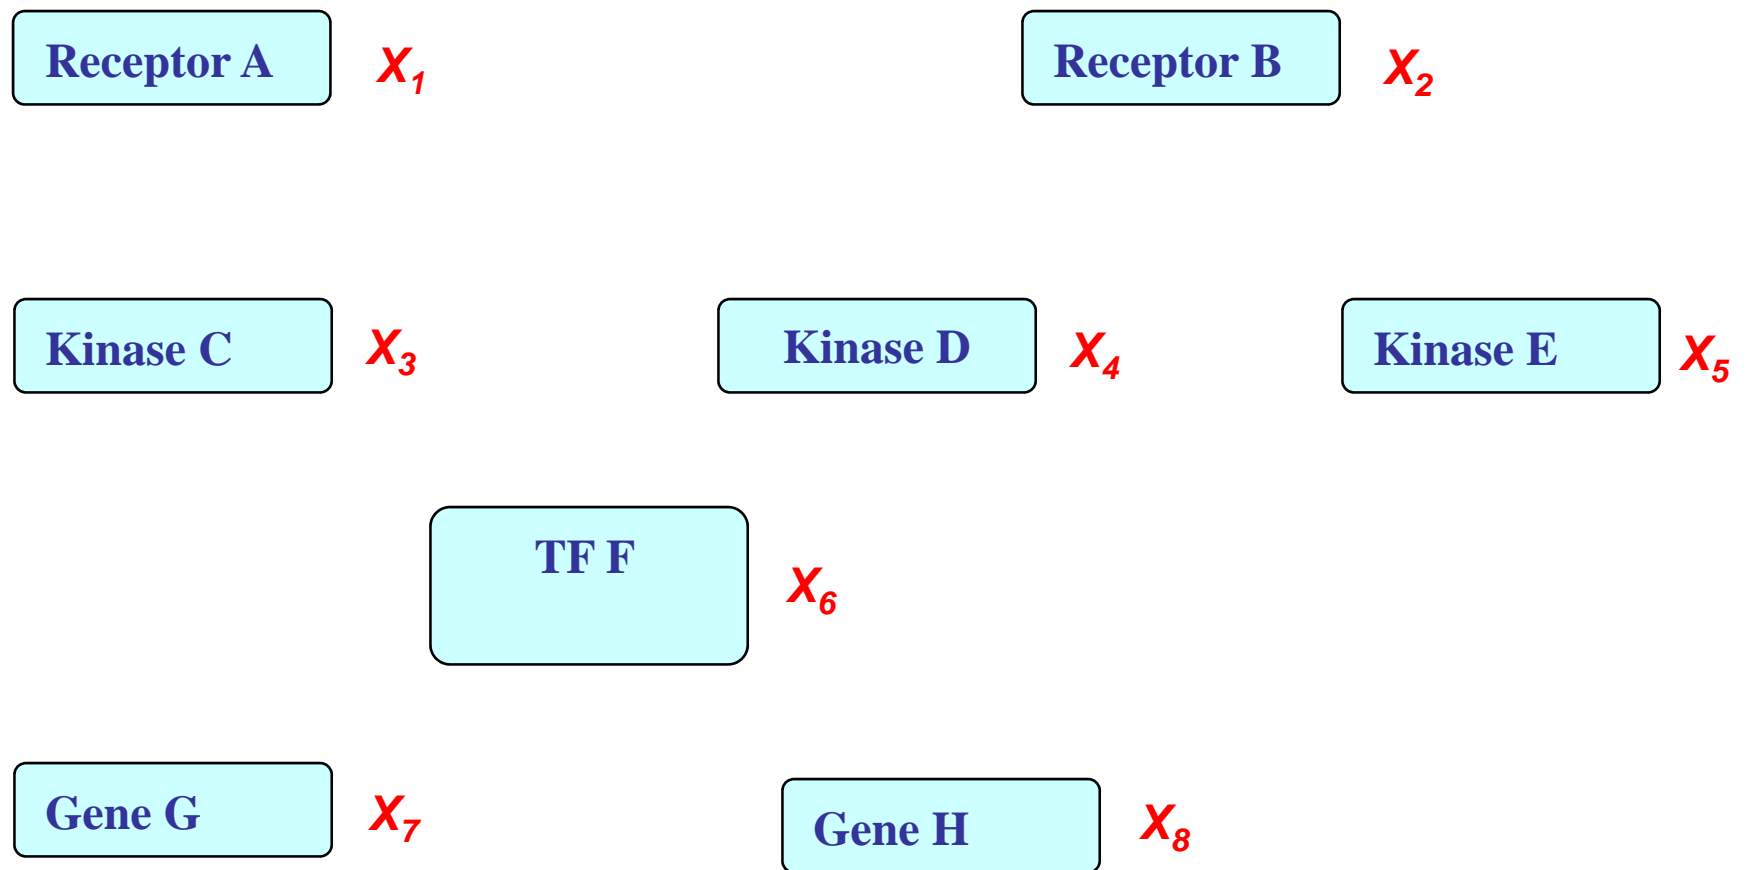 Receptor A X1 Receptor B X2
Kinase C X3 Kinase D X4 Kinase E X5
TF F X6
Gene G X7 Gene H X8